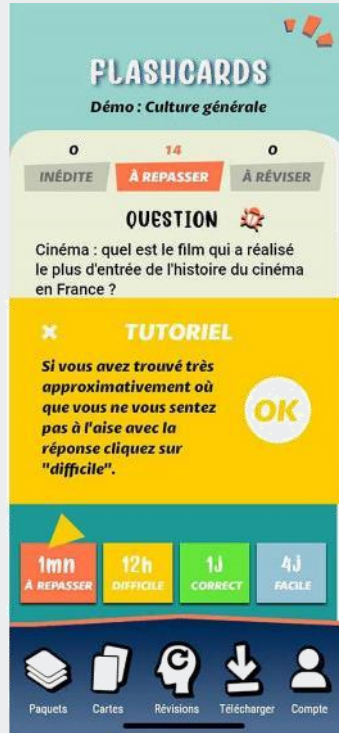 FLASHCARDS
Démo : Culture générale
0 14 0
INÉDITE À REPASSER À RÉVISER
QUESTION
Cinéma : quel est le film qui a réalisé
le plus d'entrée de l'histoire du cinéma
en France ?
TUTORIEL
Si vous avez trouvé très
approximativement où
que vous ne vous sentez
pas à l'aise avec la
réponse cliquez sur
"difficile".
OK
1mn 12h 1J 4J
À REPASSER DIFFICILE CORRECT FACILE
Paquets Cartes Révisions Télécharger Compte